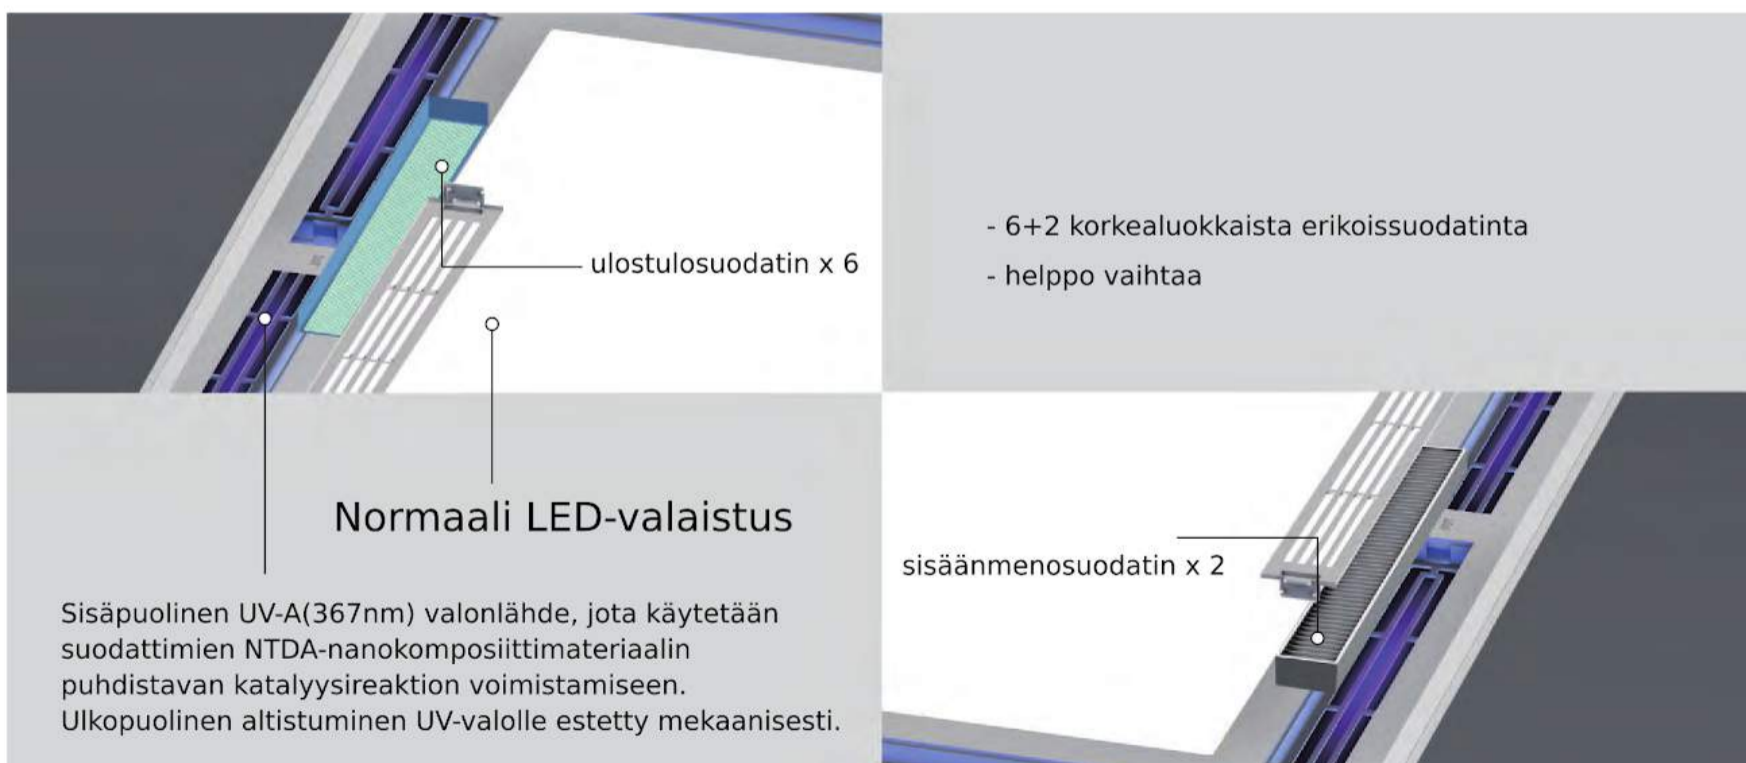 ulostulosuodatin x 6
- 6+2 korkealuokkaista erikoissuodatinta
- helppo vaihtaa
Normaali LED-valaistus
Sisäpuolinen UV-A(367nm) valonlähde, jota käytetään
suodattimien NTDA-nanokomposiittimateriaalin
puhdistavan katalyysireaktion voimistamiseen.
Ulkopuolinen altistuminen UV-valolle estetty mekaanisesti.
sisäänmenosuodatin x 2